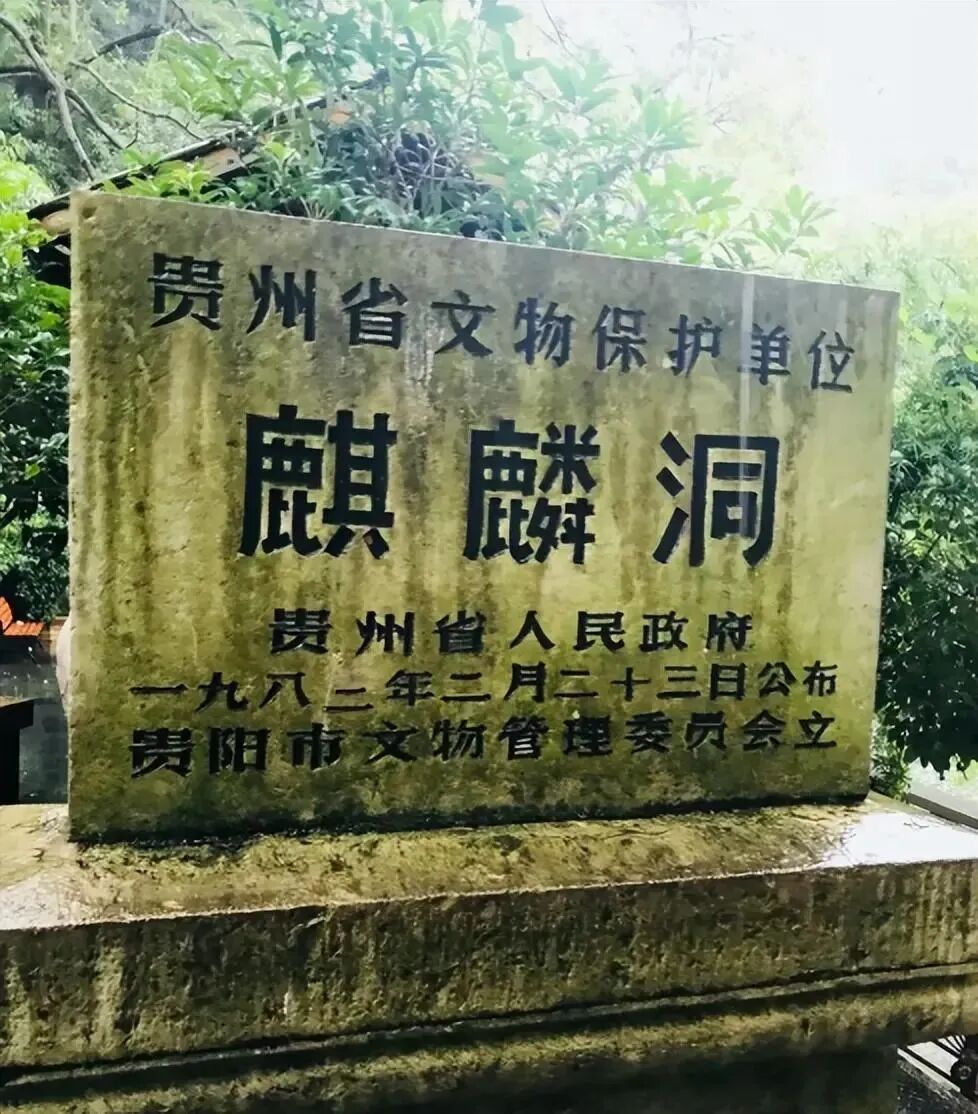 贵州省文物保护单位
麒麟洞
贵州省人民政府
一九八二年二月二十三日公布
贵阳市文物管理委员会立